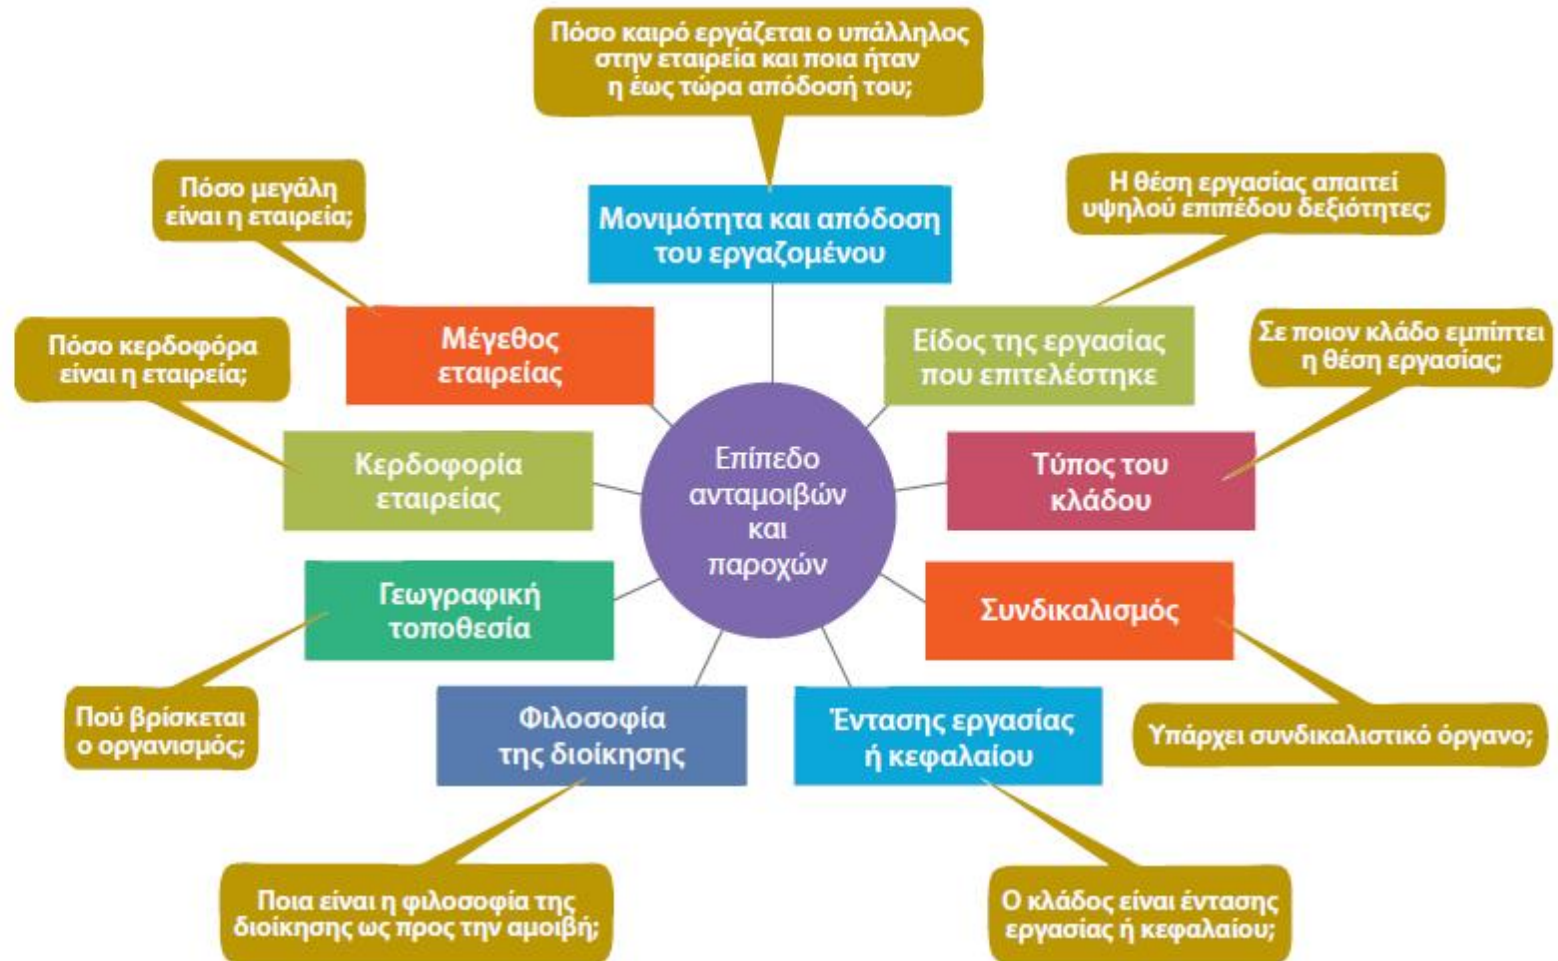 Πόσο καιρό εργάζεται ο υπάλληλος
στην εταιρεία και ποια ήταν
η έως τώρα απόδοσή του;
Μονιμότητα και απόδοση
του εργαζομένου
Η θέση εργασίας απαιτεί
υψηλού επιπέδου δεξιότητες;
Είδος της εργασίας
που επιτελέστηκε
Σε ποιον κλάδο εμπίπτει
η θέση εργασίας;
Τύπος του
κλάδου
Συνδικαλισμός
Υπάρχει συνδικαλιστικό όργανο;
Έντασης εργασίας
ή κεφαλαίου
Ο κλάδος είναι έντασης
εργασίας ή κεφαλαίου;
Φιλοσοφία
της διοίκησης
Ποια είναι η φιλοσοφία της
διοίκησης ως προς την αμοιβή;
Γεωγραφική
τοποθεσία
Πού βρίσκεται
ο οργανισμός;
Κερδοφορία
εταιρείας
Πόσο κερδοφόρα
είναι η εταιρεία;
Μέγεθος
εταιρείας
Πόσο μεγάλη
είναι η εταιρεία;
Επίπεδο
ανταμοιβών
και
παροχών